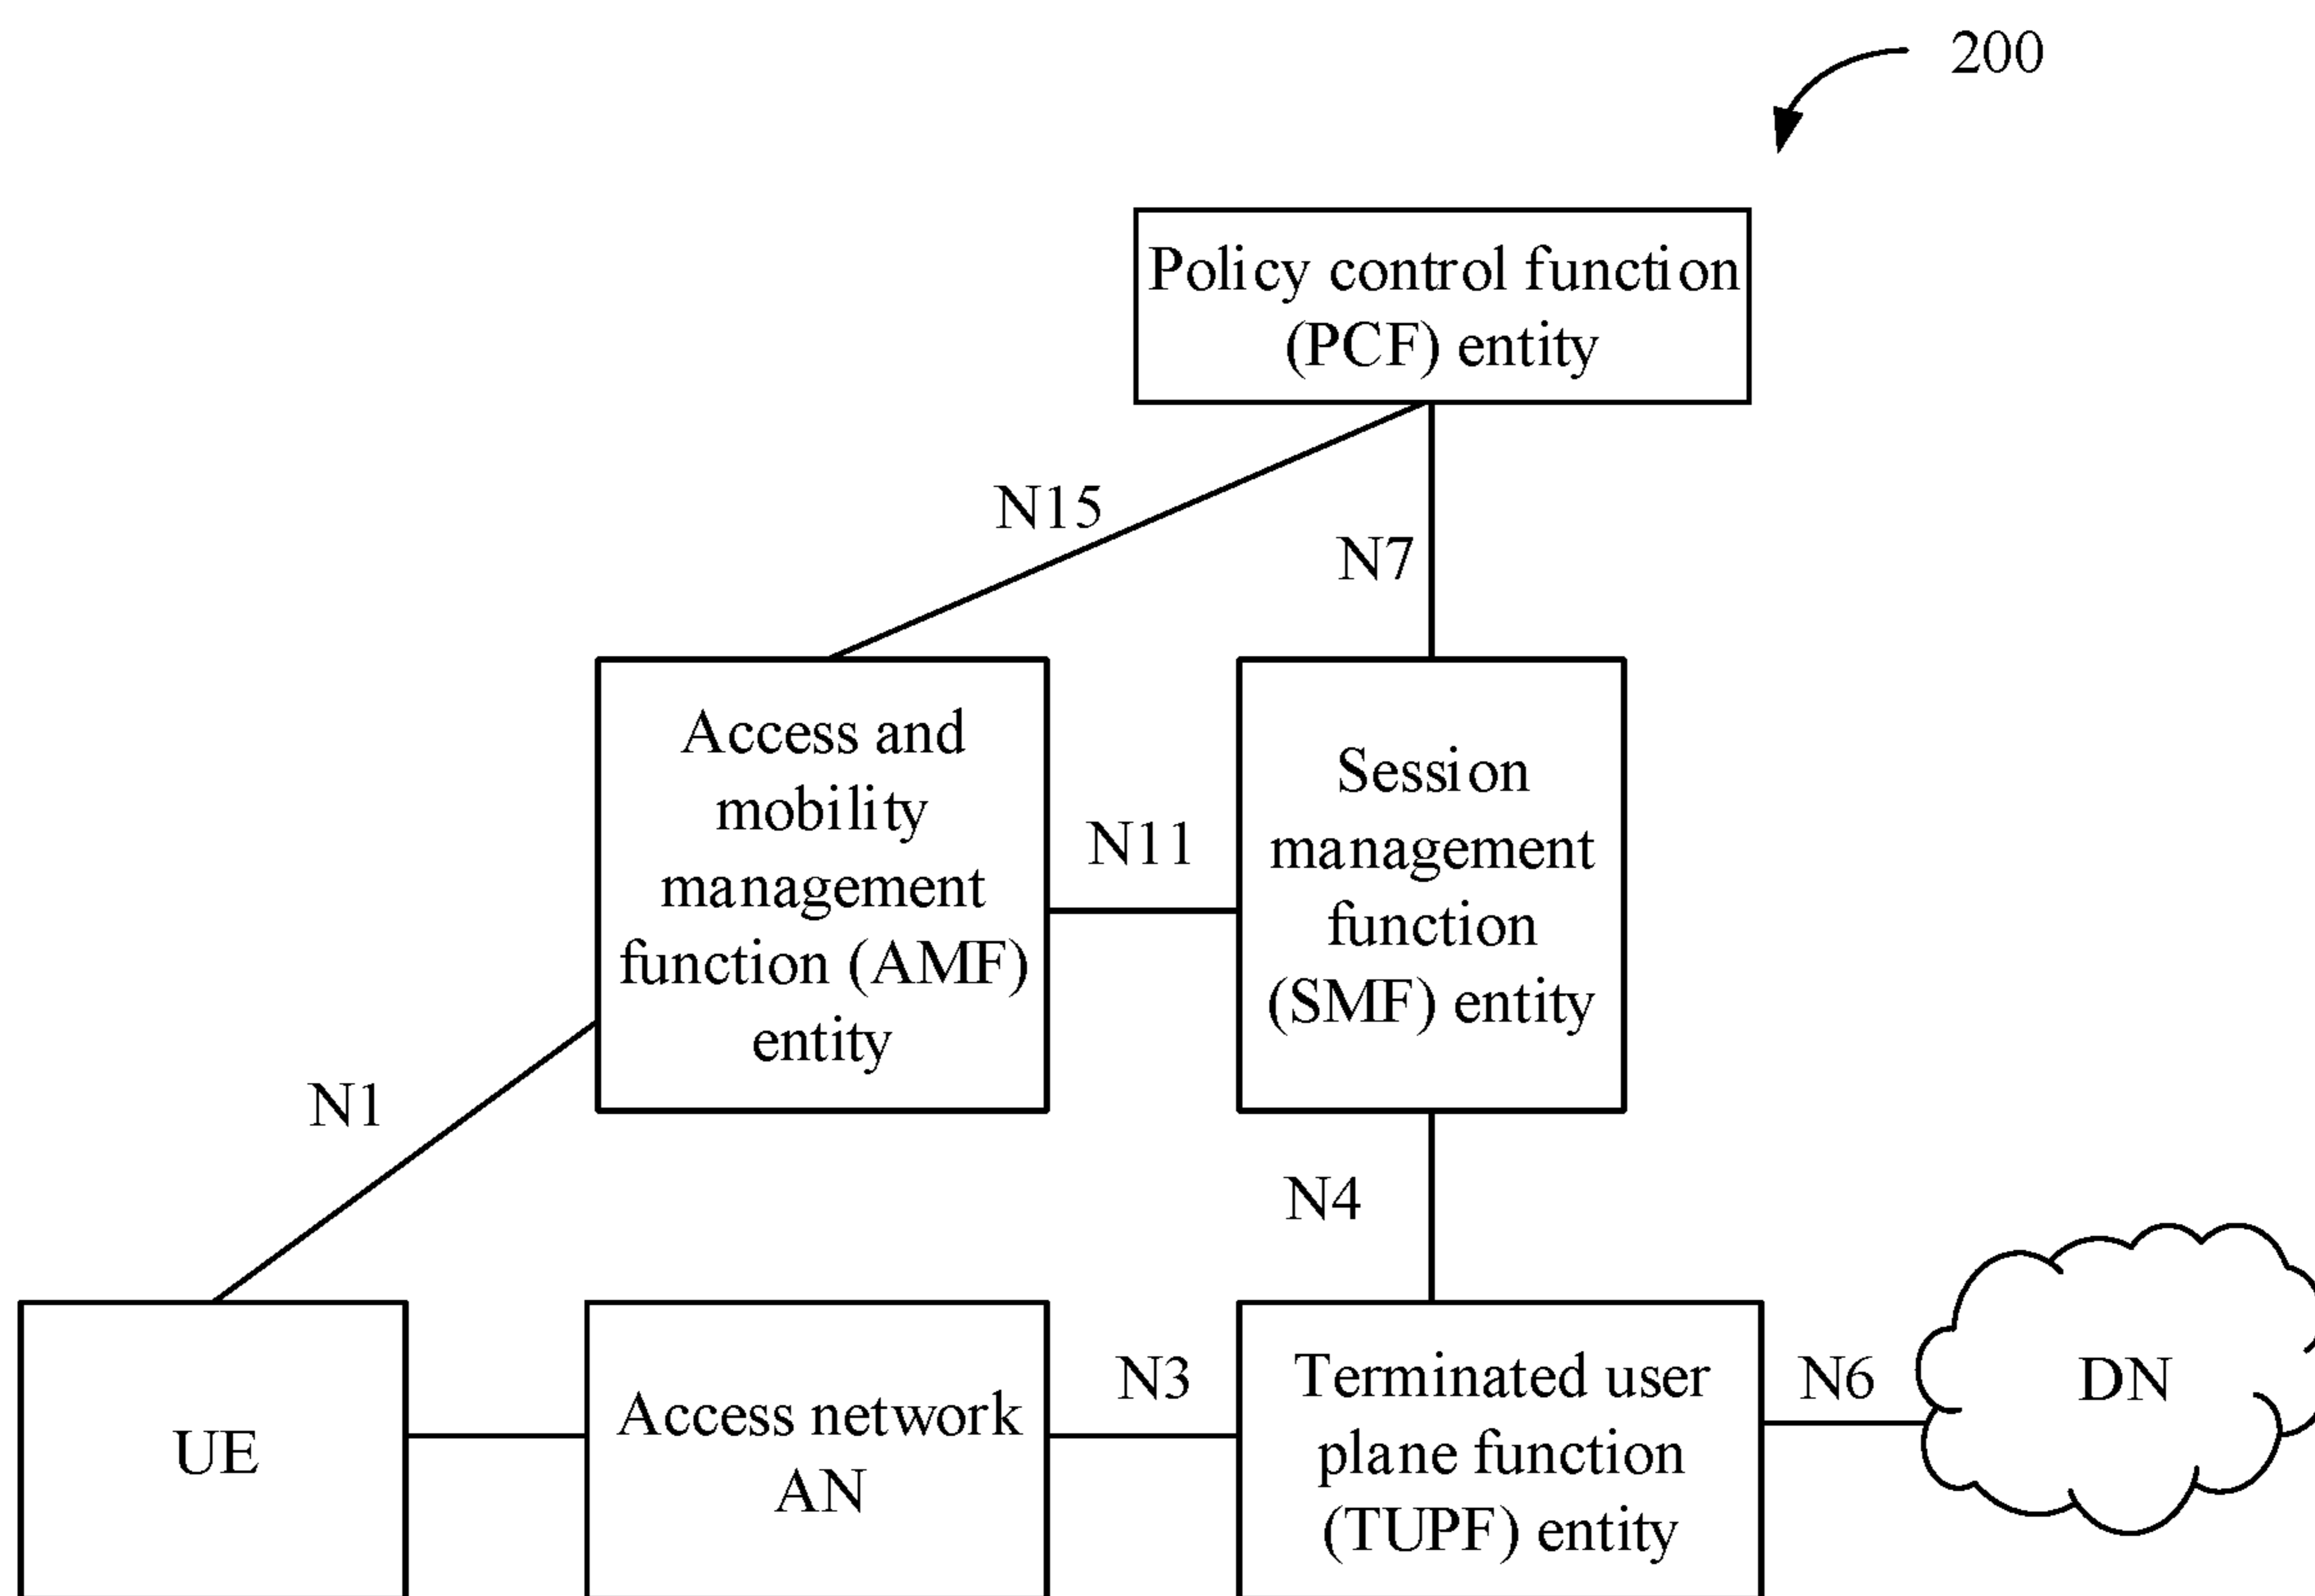 200
Policy control function
(PCF) entity
N15
N7
Access and
mobility
management
function (AMF)
entity
N11
Session
management
function
(SMF) entity
N1
N4
UE
Access network
AN
N3
Terminated user
plane function
(TUPF) entity
N6
DN